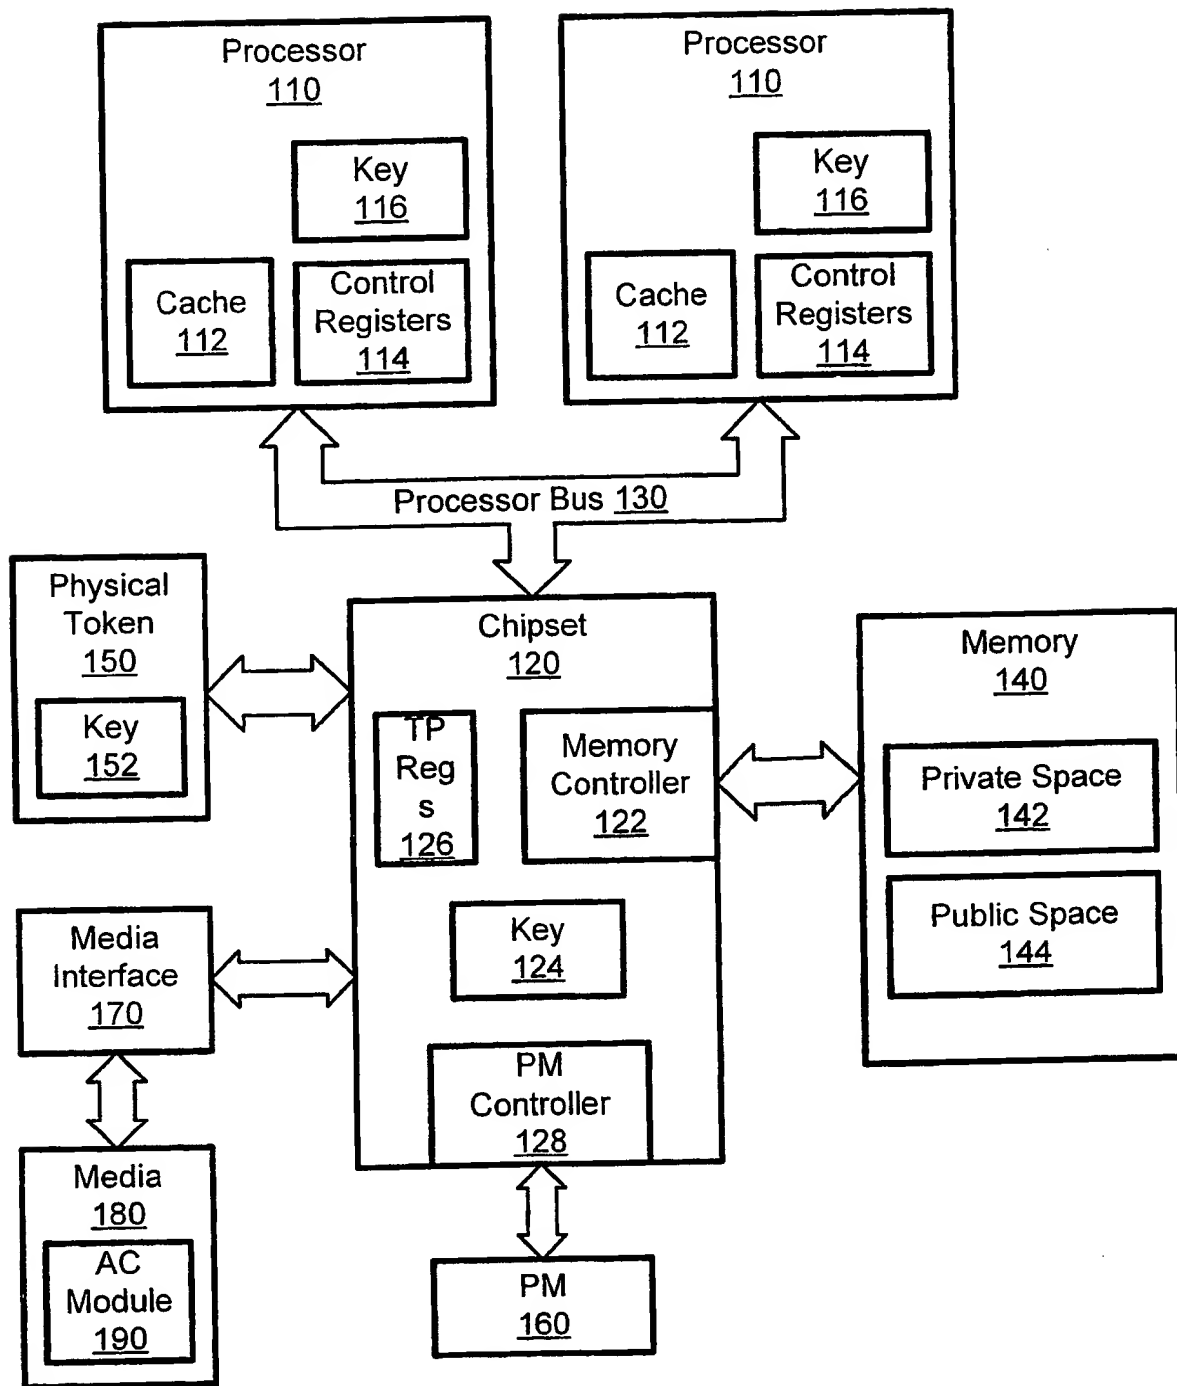 Processor
110
Key
116
Cache
112
Control
Registers
114
Processor
110
Key
116
Cache
112
Control
Registers
114
Processor Bus 130
Physical
Token
150
Key
152
Chipset
120
TP
Reg
s
126
Memory
Controller
122
Key
124
PM
Controller
128
Memory
140
Private Space
142
Public Space
144
Media
Interface
170
Media
180
AC
Module
190
PM
160